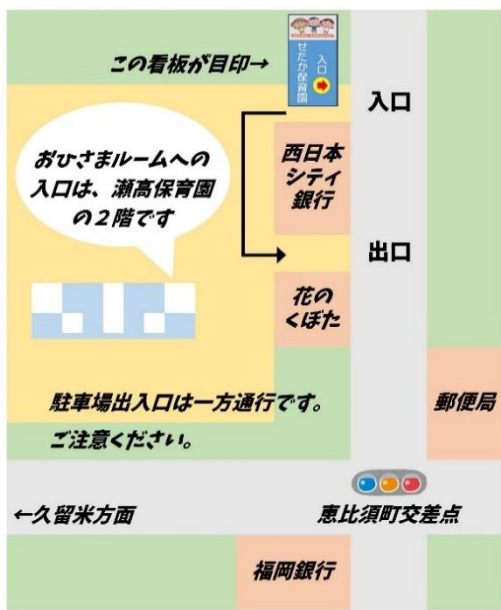 この看板が目印→
せたか保育園
入口
入口
おひさまルームへの
入口は、瀬高保育園
の2階です
西日本
シティ
銀行
出口
花の
くぼた
駐車場出入口は一方通行です。
ご注意ください。
郵便局
←久留米方面
恵比須町交差点
福岡銀行